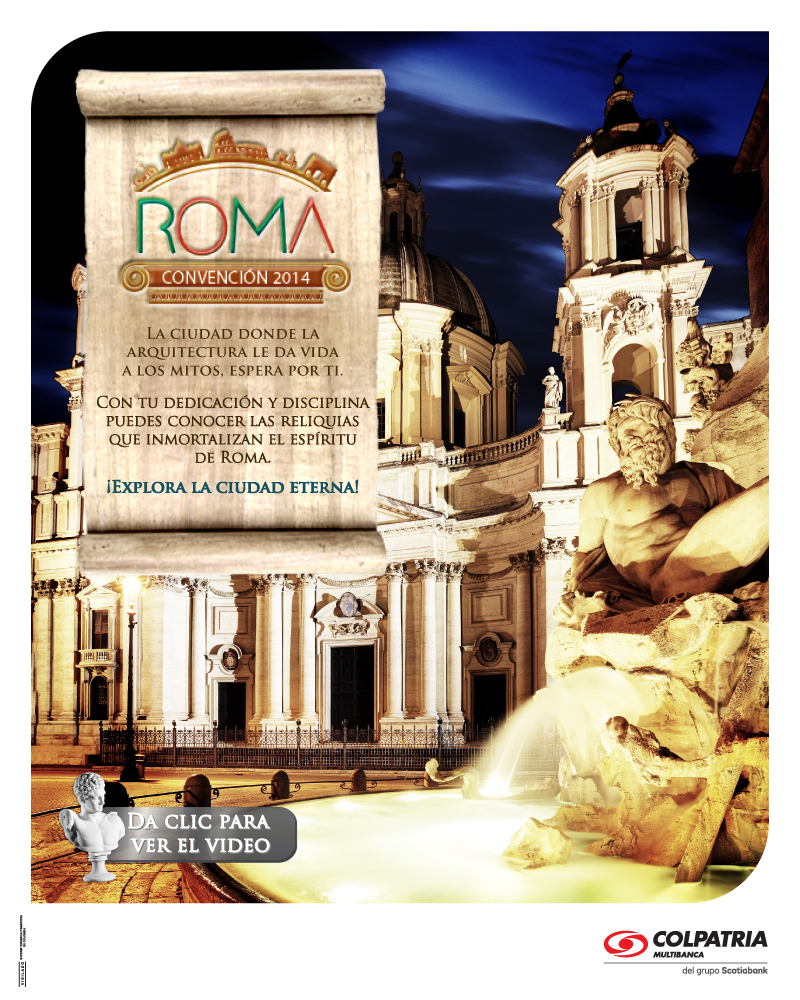 ROMA
CONVENCIÓN 2014
La ciudad donde la
arquitectura le da vida
a los mitos, espera por ti.
Con tu dedicación y disciplina
puedes conocer las reliquias
que inmortalizan el espíritu
de Roma.
¡Explora la ciudad eterna!
Da clic para
ver el video
COLPATRIA
MULTIBANCA
del grupo Scotiabank
VIGILADO